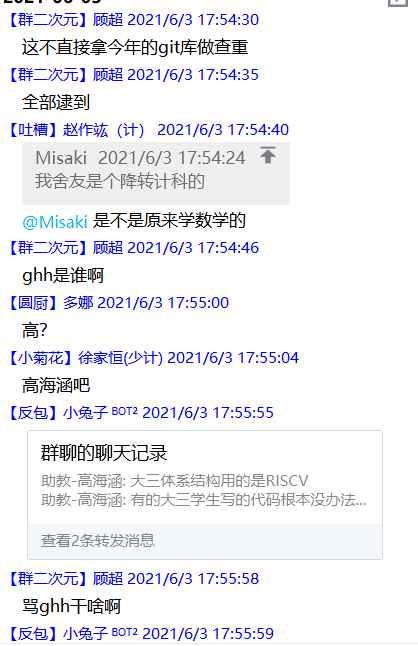 【群二次元】顾超 2021/6/3 17:54:30
这不直接拿今年的git库做查重
【群二次元】顾超 2021/6/3 17:54:35
全部逮到
【吐槽】赵作竑（计） 2021/6/3 17:54:40
Misaki 2021/6/3 17:54:24
我舍友是个降转计科的
@Misaki 是不是原来学数学的
【群二次元】顾超 2021/6/3 17:54:46
ghh是谁啊
【圆厨】多娜 2021/6/3 17:55:00
高?
【小菊花】徐家恒(少计) 2021/6/3 17:55:04
高海涵吧
【反包】小兔子 BOT² 2021/6/3 17:55:55
群聊的聊天记录
助教-高海涵: 大三体系结构用的是RISCV
助教-高海涵: 有的大三学生写的代码根本没办法...
查看2条转发消息
【群二次元】顾超 2021/6/3 17:55:58
骂ghh干啥啊
【反包】小兔子 BOT² 2021/6/3 17:55:59